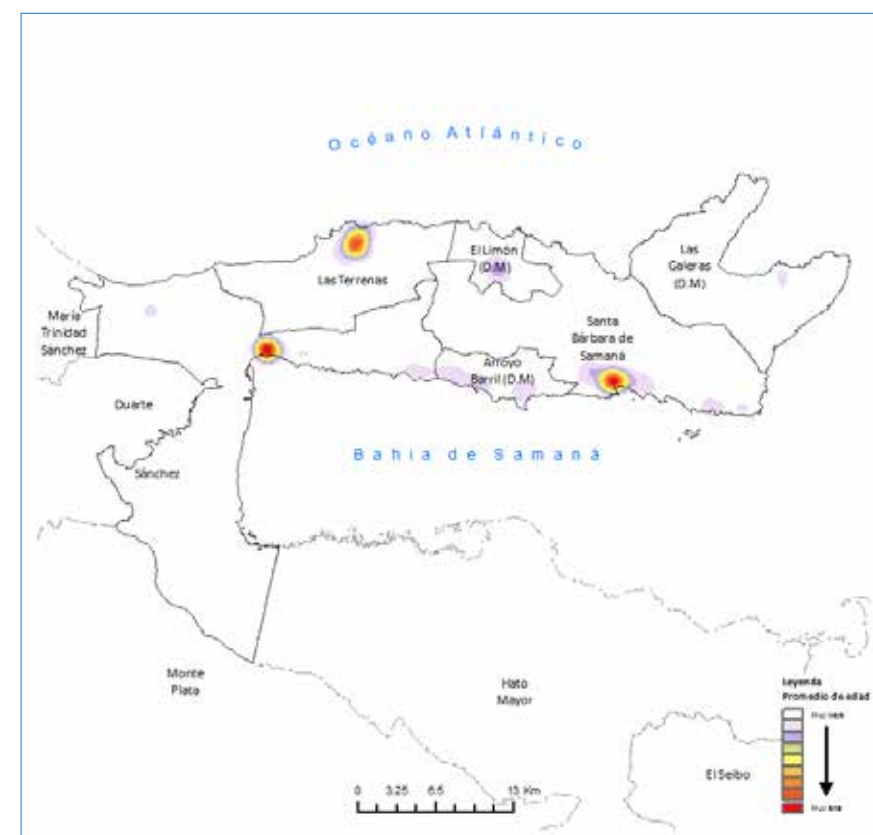 Océano Atlántico
El Limón
(D.M)
Las
Galeras
(D.M)
Las Terrenas
María
Trinidad
Sánchez
Santa
Bárbara de
Samaná
Arroyo
Barril (D.M)
Duarte
Bahia de Samaná
Sánchez
Monte
Plata
Hato
Mayor
Leyenda
Promedio de edad
El Seibo
0 3.25 6.5 13 Km